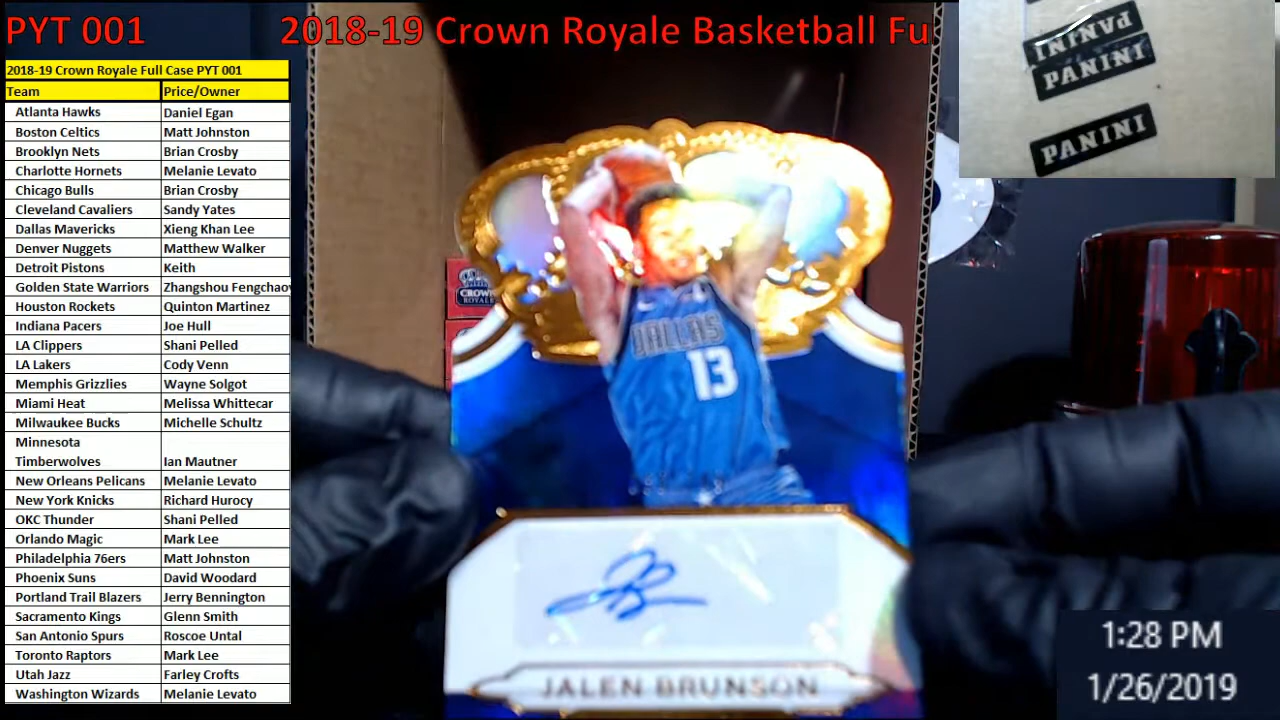 PYT 001
2018-19 Crown Royale Basketball Fu
2018-19 Crown Royale Full Case PYT 001
Team Price/Owner
Atlanta Hawks Daniel Egan
Boston Celtics Matt Johnston
Brooklyn Nets Brian Crosby
Charlotte Hornets Melanie Levato
Chicago Bulls Brian Crosby
Cleveland Cavaliers Sandy Yates
Dallas Mavericks Xieng Khan Lee
Denver Nuggets Matthew Walker
Detroit Pistons Keith
Golden State Warriors Zhangshou Fengchaov
Houston Rockets Quinton Martinez
Indiana Pacers Joe Hull
LA Clippers Shani Pelled
LA Lakers Cody Venn
Memphis Grizzlies Wayne Solgot
Miami Heat Melissa Whittecar
Milwaukee Bucks Michelle Schultz
Minnesota
Timberwolves Ian Mautner
New Orleans Pelicans Melanie Levato
New York Knicks Richard Hurocy
OKC Thunder Shani Pelled
Orlando Magic Mark Lee
Philadelphia 76ers Matt Johnston
Phoenix Suns David Woodard
Portland Trail Blazers Jerry Bennington
Sacramento Kings Glenn Smith
San Antonio Spurs Roscoe Untal
Toronto Raptors Mark Lee
Utah Jazz Farley Crofts
Washington Wizards Melanie Levato
PANINI
PANINI
PANINI
CROWN
ROYALE
DALLAS
13
JALEN BRUNSON
1:28 PM
1/26/2019